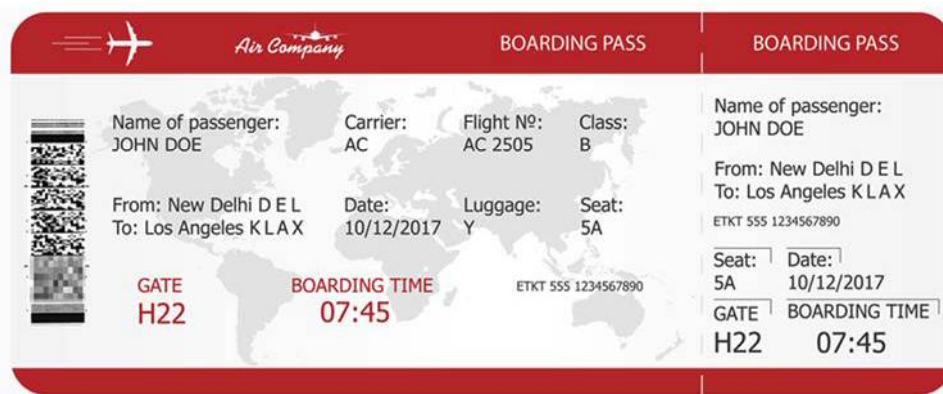 Air Company
BOARDING PASS
BOARDING PASS
Name of passenger:
JOHN DOE
Carrier:
AC
Flight Nº:
AC 2505
Class:
B
From: New Delhi D E L
To: Los Angeles K L A X
Date:
10/12/2017
Luggage:
Y
Seat:
5A
GATE
H22
BOARDING TIME
07:45
ETKT 555 1234567890
Name of passenger:
JOHN DOE
From: New Delhi D E L
To: Los Angeles K L A X
ETKT 555 1234567890
Seat:
5A
Date:
10/12/2017
GATE
H22
BOARDING TIME
07:45